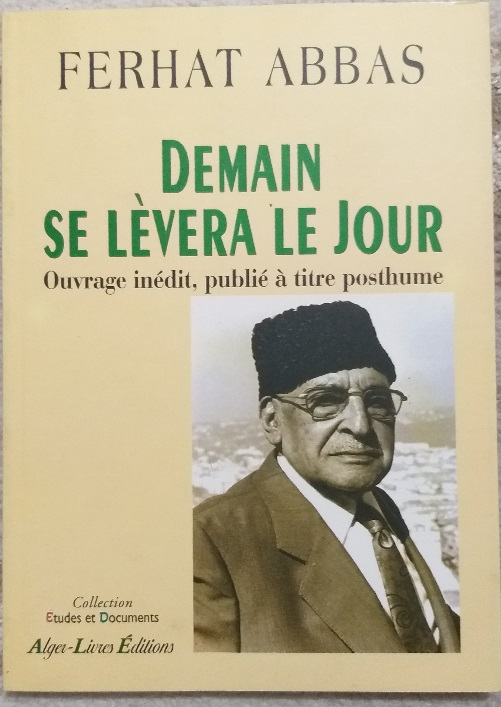 FERHAT ABBAS
DEMAIN
SE LÈVERA LE JOUR
Ouvrage inédit, publié à titre posthume
Collection
Etudes et Documents
Alger-Livres Éditions